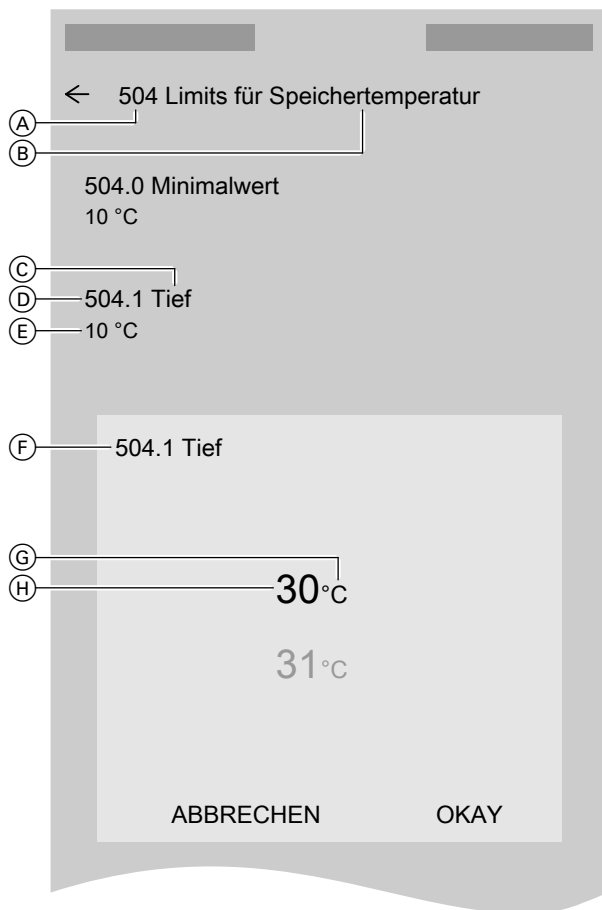 ← 504 Limits für Speichertemperatur
A
B
504.0 Minimalwert
10 °C
C
D 504.1 Tief
E 10 °C
F 504.1 Tief
G
H 30°C
31°C
ABBRECHEN OKAY